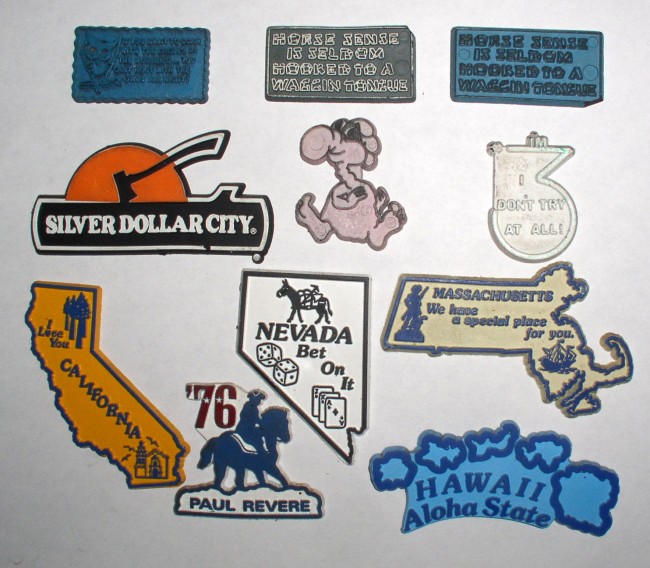 HORSE SENSE
IS SELDOM
HOOKED TO A
WAGGIN TONGUE
HORSE SENSE
IS SELDOM
HOOKED TO A
WAGGIN TONGUE
SILVER DOLLAR CITY®
IM
I
DON'T TRY
AT ALL!
I
Love
You
CALIFORNIA
NEVADA
Bet
On
It
MASSACHUSETTS
We have
a special place
for you.
'76
PAUL REVERE
HAWAII
Aloha State